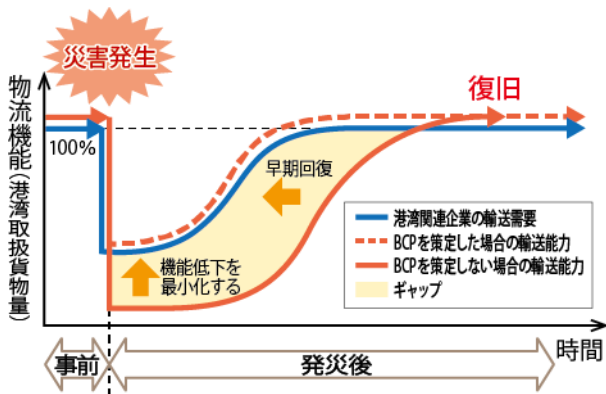 災害発生
物流機能(港湾取扱貨物量)
100%
復旧
早期回復
機能低下を
最小化する
港湾関連企業の輸送需要
BCPを策定した場合の輸送能力
BCPを策定しない場合の輸送能力
ギャップ
時間
事前
発災後